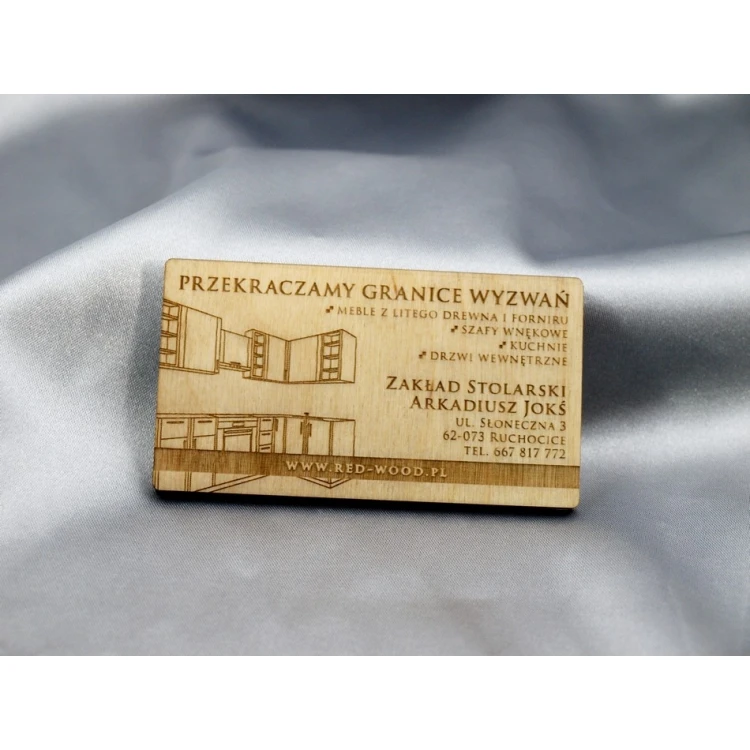 PRZEKRACZAMY GRANICE WYZWAŃ
MEBLE Z LITEGO DREWNA I FORNIRU
SZAFY WNĘKOWE
KUCHNIE
DRZWI WEWNĘTRZNE
ZAKŁAD STOLARSKI
ARKADIUSZ JOKŚ
UL. SŁONECZNA 3
62-073 RUCHOCICE
TEL. 667 817 772
WWW.RED-WOOD.PL